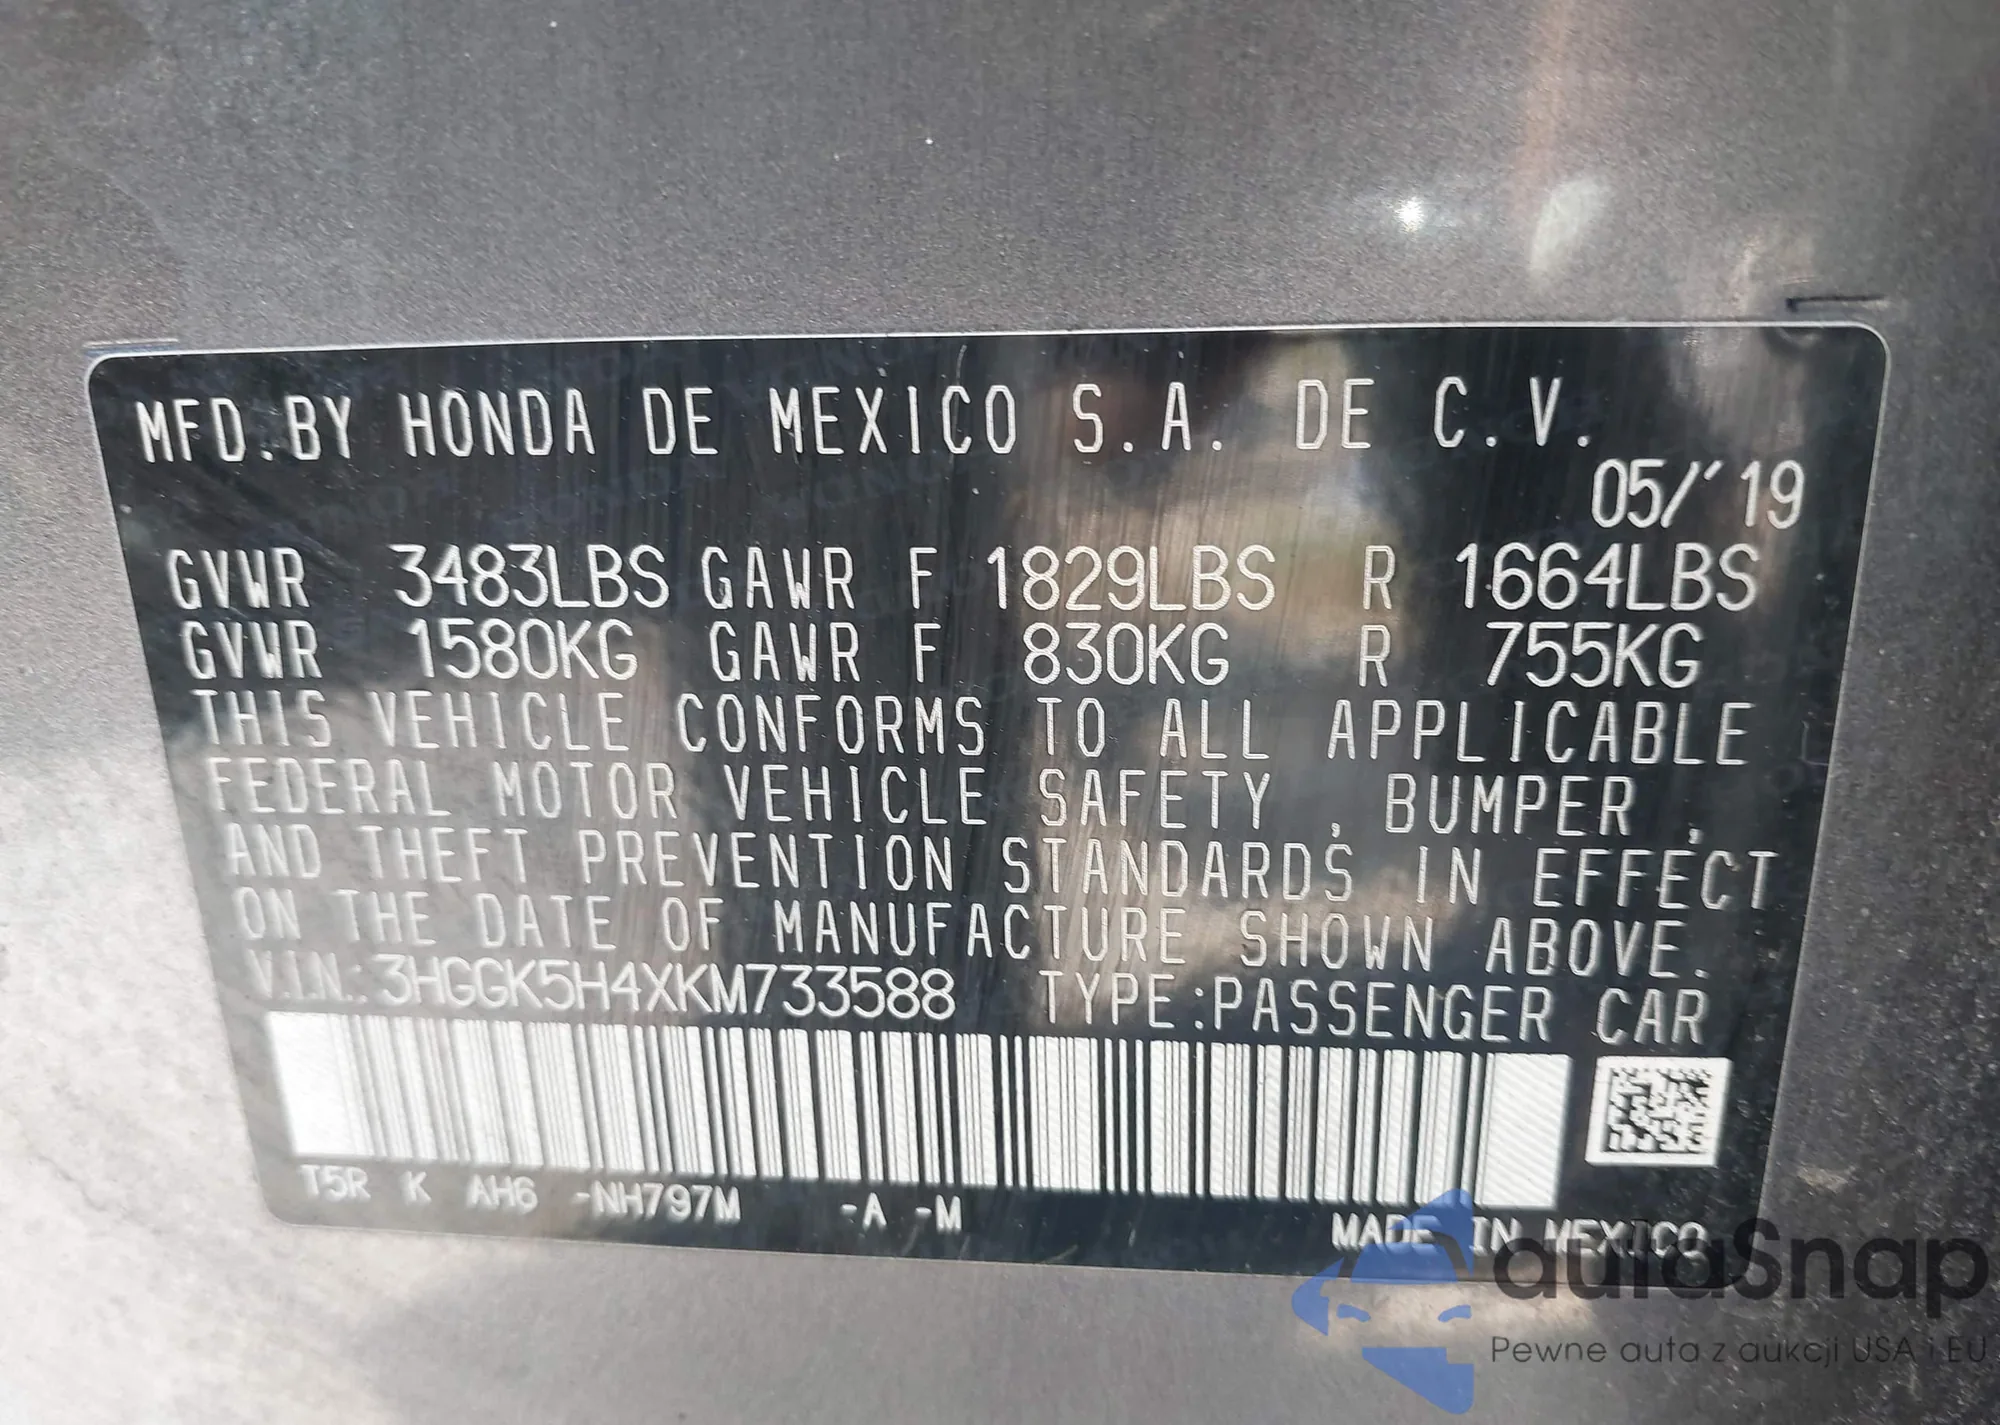 MFD.BY HONDA DE MEXICO S.A. DE C.V.
05/'19
GVWR 3483LBS GAWR F 1829LBS R 1664LBS
GVWR 1580KG GAWR F 830KG R 755KG
THIS VEHICLE CONFORMS TO ALL APPLICABLE
FEDERAL MOTOR VEHICLE SAFETY, BUMPER,
AND THEFT PREVENTION STANDARDS IN EFFECT
ON THE DATE OF MANUFACTURE SHOWN ABOVE.
V.I.N.:3HGGK5H4XKM733588 TYPE:PASSENGER CAR
T5R K AH6 -NH797M -A -M
MADE IN MEXICO
autaSnap
Pewne auta z aukcji USA i EU